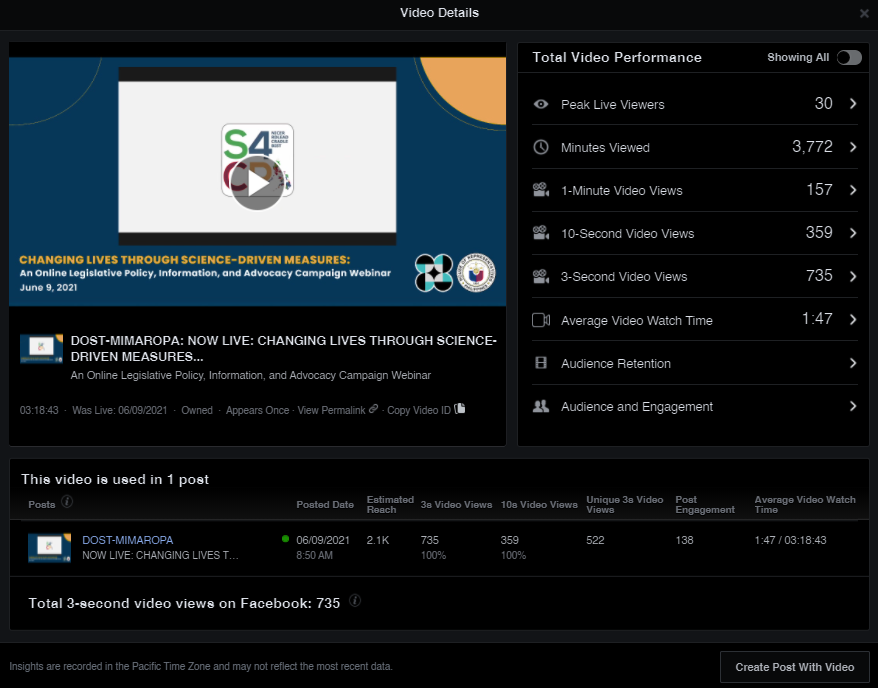 Video Details
Total Video Performance
Showing All
S4
CP
CHANGING LIVES THROUGH SCIENCE-DRIVEN MEASURES:
An Online Legislative Policy, Information, and Advocacy Campaign Webinar
June 9, 2021
Peak Live Viewers 30
Minutes Viewed 3,772
1-Minute Video Views 157
10-Second Video Views 359
3-Second Video Views 735
Average Video Watch Time 1:47
Audience Retention
Audience and Engagement
DOST-MIMAROPA: NOW LIVE: CHANGING LIVES THROUGH SCIENCE-
DRIVEN MEASURES...
An Online Legislative Policy, Information, and Advocacy Campaign Webinar
03:18:43 · Was Live: 06/09/2021 · Owned · Appears Once · View Permalink · Copy Video ID
This video is used in 1 post
Posts Posted Date Estimated Reach 3s Video Views 10s Video Views Unique 3s Video Views Post Engagement Average Video Watch Time
DOST-MIMAROPA 06/09/2021 2.1K 735 359 522 138 1:47 / 03:18:43
NOW LIVE: CHANGING LIVES T... 8:50 AM 100% 100%
Total 3-second video views on Facebook: 735
Insights are recorded in the Pacific Time Zone and may not reflect the most recent data.
Create Post With Video